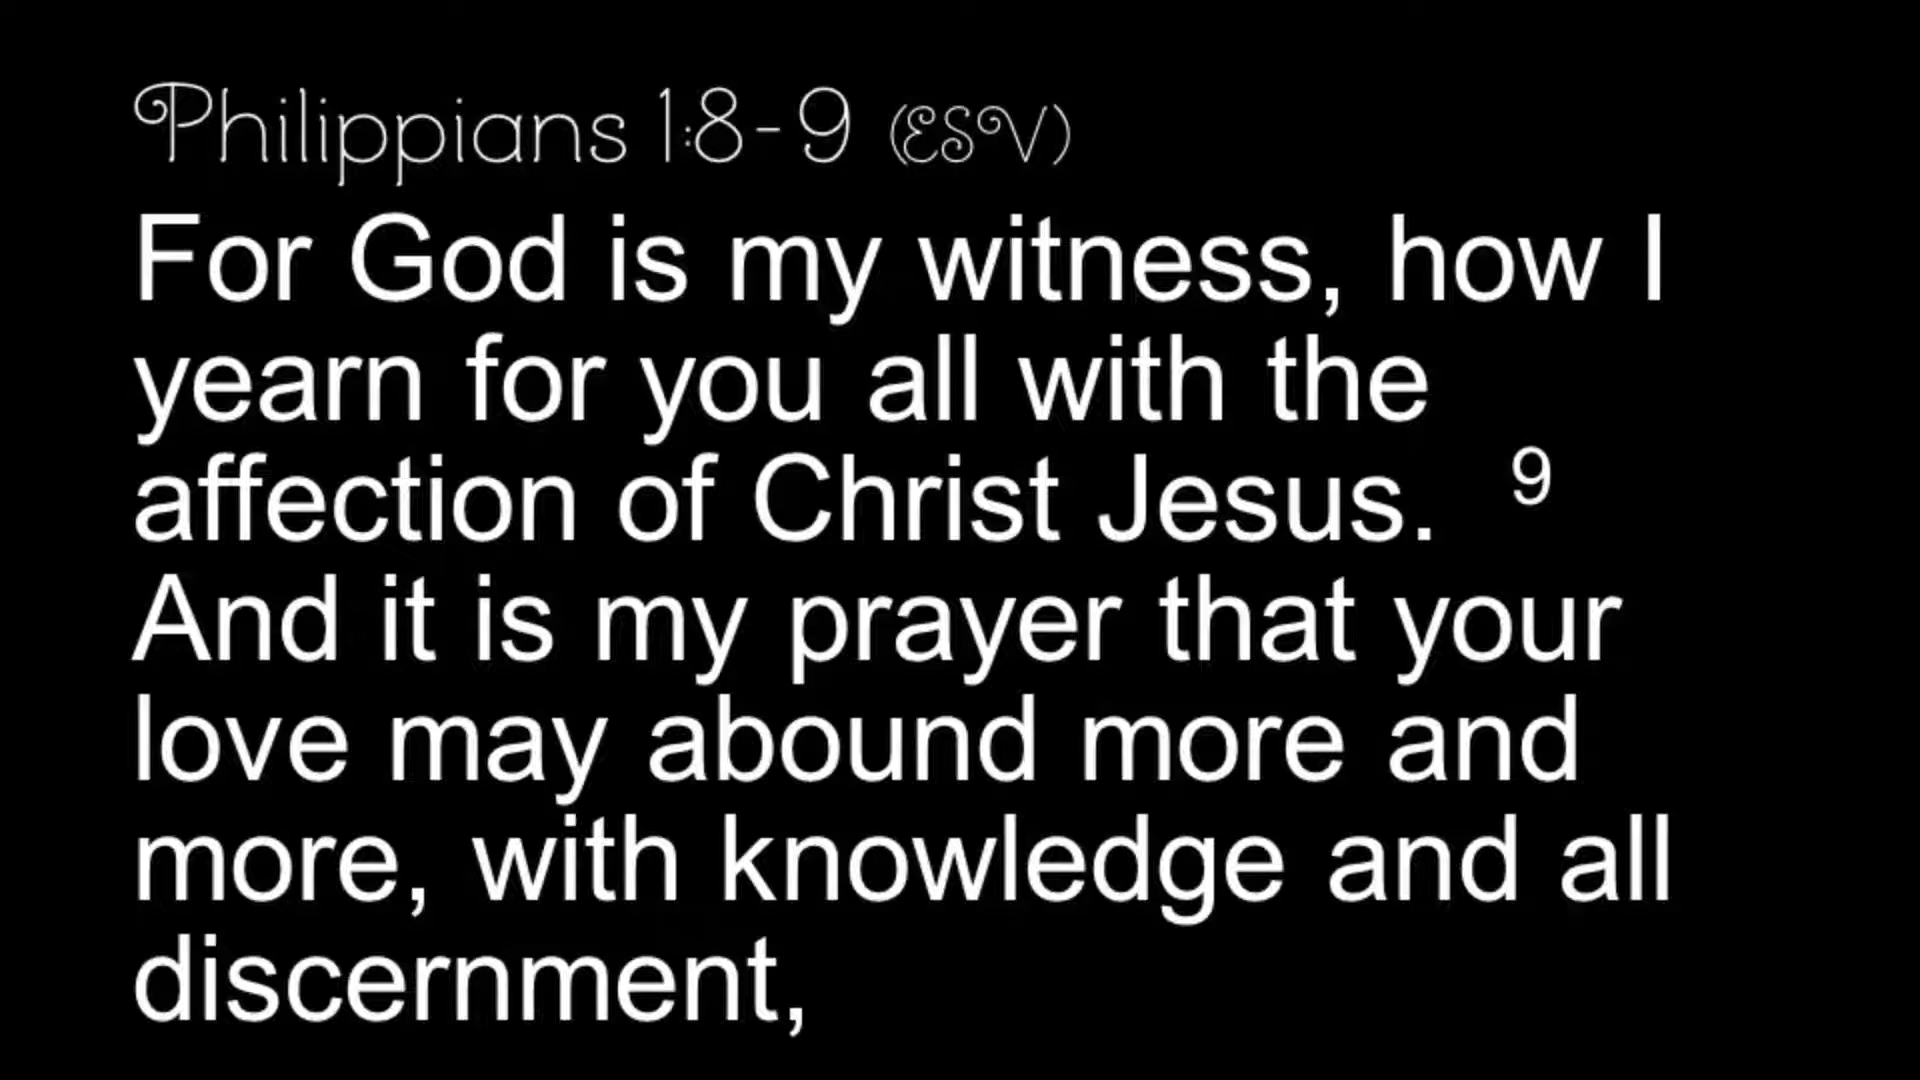 Philippians 1:8-9 (ESV)
For God is my witness, how I
yearn for you all with the
affection of Christ Jesus. 9
And it is my prayer that your
love may abound more and
more, with knowledge and all
discernment,